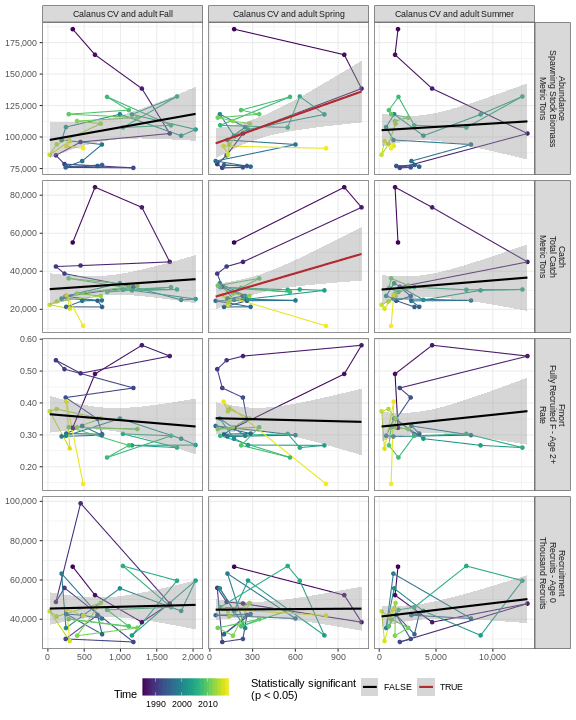 Calanus CV and adult Fall
Calanus CV and adult Spring
Calanus CV and adult Summer
175,000
150,000
125,000
100,000
75,000
Abundance
Spawning Stock Biomass
Metric Tons
80,000
60,000
40,000
20,000
Catch
Total Catch
Metric Tons
0.60
0.50
0.40
0.30
0.20
Fmort
Fully Recruited F - Age 2+
Rate
100,000
80,000
60,000
40,000
Recruitment
Recruits - Age 0
Thousand Recruits
0 500 1,000 1,500 2,000
0 300 600 900
0 5,000 10,000
Time
1990 2000 2010
Statistically significant
(p < 0.05)
FALSE
TRUE